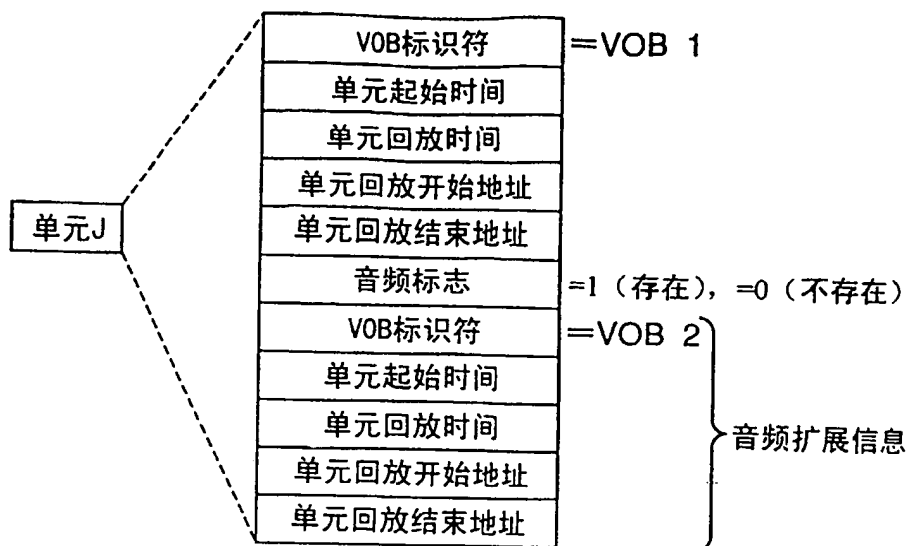 VOB标识符 =VOB 1
单元起始时间
单元回放时间
单元回放开始地址
单元J
单元回放结束地址
音频标志 =1（存在），=0（不存在）
VOB标识符 =VOB 2
单元起始时间
单元回放时间
音频扩展信息
单元回放开始地址
单元回放结束地址